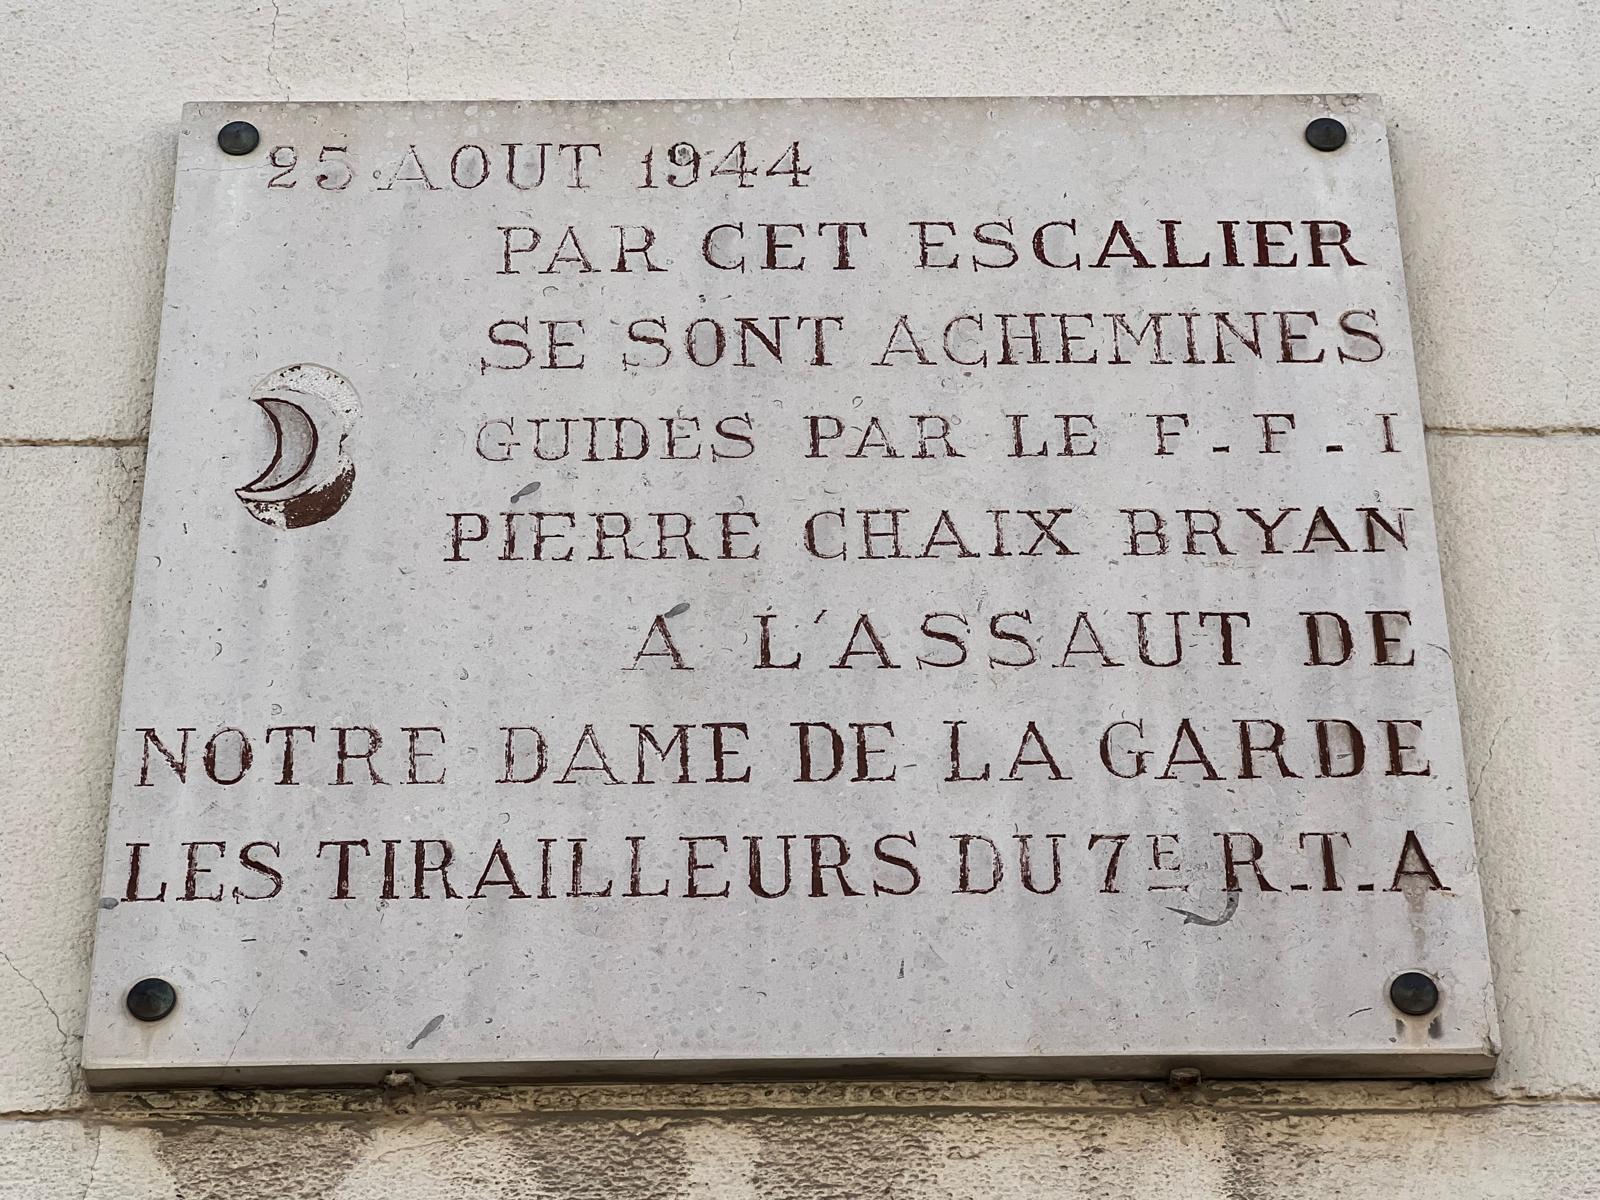 25 AOUT 1944
PAR CET ESCALIER
SE SONT ACHEMINES
GUIDES PAR LE F-F-I
PIERRE CHAIX BRYAN
A L'ASSAUT DE
NOTRE DAME DE LA GARDE
LES TIRAILLEURS DU 7E R.T.A